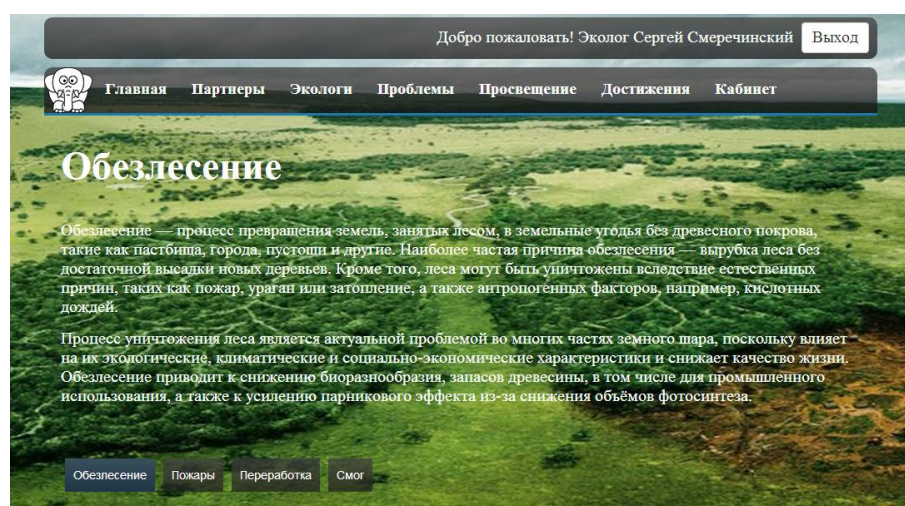 Добро пожаловать! Эколог Сергей Смеречинский Выход
Главная Партнеры Экологи Проблемы Просвещение Достижения Кабинет
Обезлесение
Обезлесение — процесс превращения земель, занятых лесом, в земельные угодья без древесного покрова,
такие как пастбища, города, пустоши и другие. Наиболее частая причина обезлесения — вырубка леса без
достаточной высадки новых деревьев. Кроме того, леса могут быть уничтожены вследствие естественных
причин, таких как пожар, ураган или затопление, а также антропогенных факторов, например, кислотных
дождей.
Процесс уничтожения леса является актуальной проблемой во многих частях земного шара, поскольку влияет
на их экологические, климатические и социально-экономические характеристики и снижает качество жизни.
Обезлесение приводит к снижению биоразнообразия, запасов древесины, в том числе для промышленного
использования, а также к усилению парникового эффекта из-за снижения объёмов фотосинтеза.
Обезлесение Пожары Переработка Смог